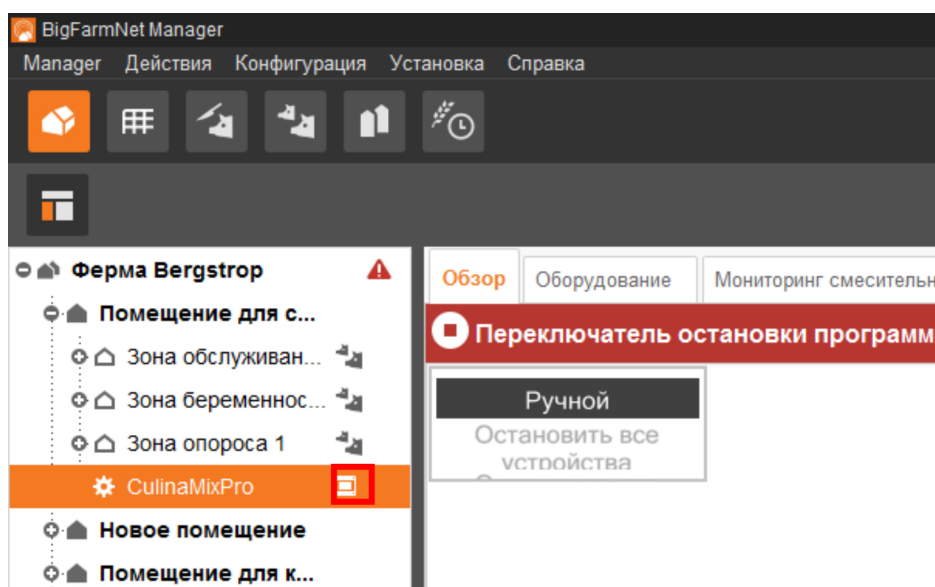 BigFarmNet Manager
Manager Действия Конфигурация Установка Справка
Ферма Bergstrop
Помещение для с...
Зона обслуживан...
Зона беременнос...
Зона опороса 1
CulinaMixPro
Новое помещение
Помещение для к...
Обзор Оборудование Мониторинг смесительн
Переключатель остановки программ
Ручной
Остановить все
устройства